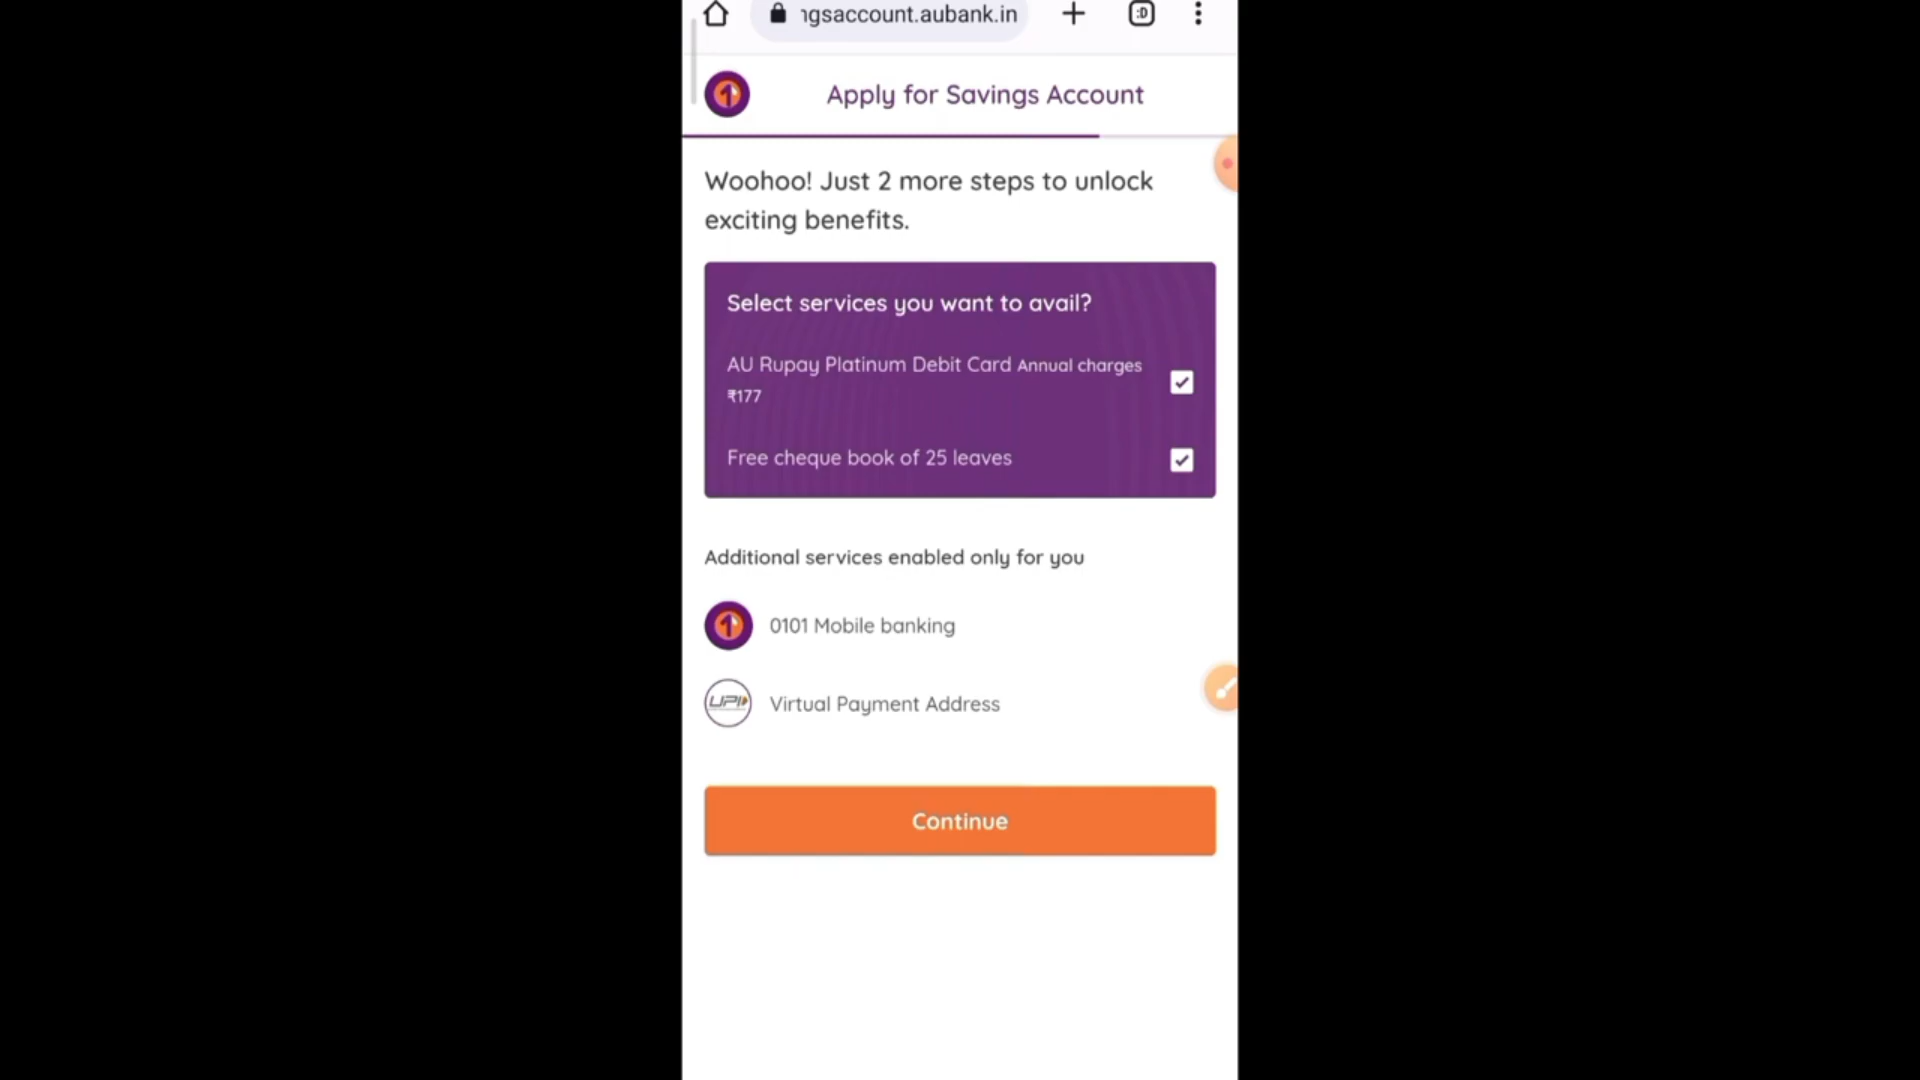 ngsaccount.aubank.in
:D
Apply for Savings Account
Woohoo! Just 2 more steps to unlock
exciting benefits.
Select services you want to avail?
AU Rupay Platinum Debit Card Annual charges
₹177
Free cheque book of 25 leaves
Additional services enabled only for you
0101 Mobile banking
UPI
Virtual Payment Address
Continue